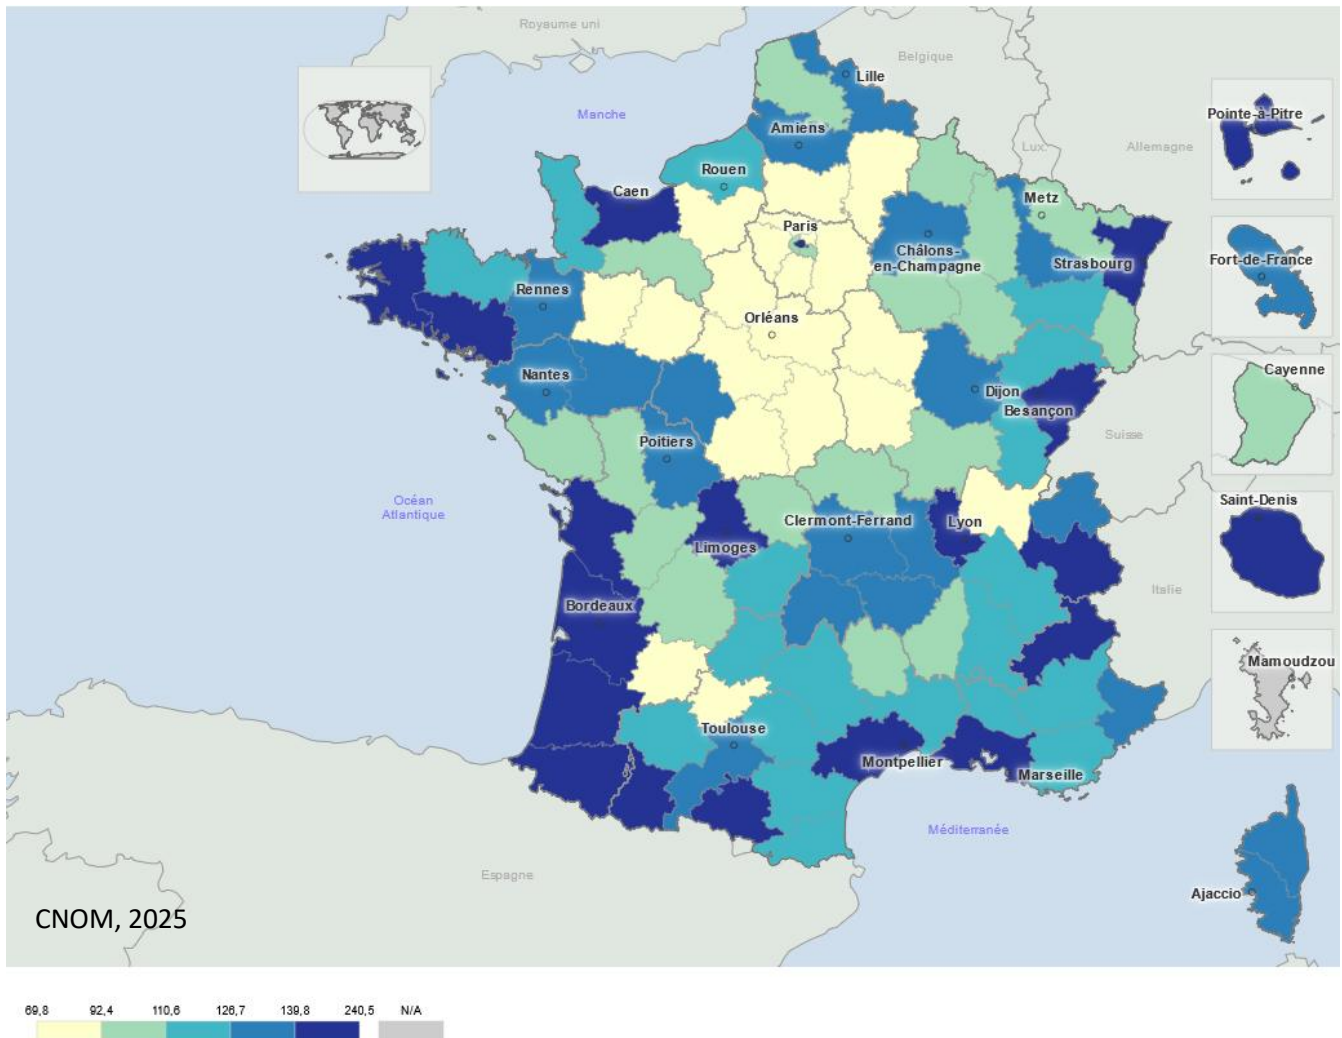 Royaume uni
Belgique
Lille
Manche
Amiens
Lux.
Allemagne
Pointe-à-Pitre
Rouen
Caen
Metz
Paris
Châlons-
en-Champagne
Strasbourg
Fort-de-France
Rennes
Orléans
Nantes
Dijon
Besançon
Cayenne
Poitiers
Suisse
Océan
Atlantique
Clermont-Ferrand
Lyon
Saint-Denis
Limoges
Italie
Bordeaux
Mamoudzou
Toulouse
Montpellier
Marseille
Méditerranée
Espagne
Ajaccio
CNOM, 2025
69,8 92,4 110,6 126,7 139,8 240,5 N/A